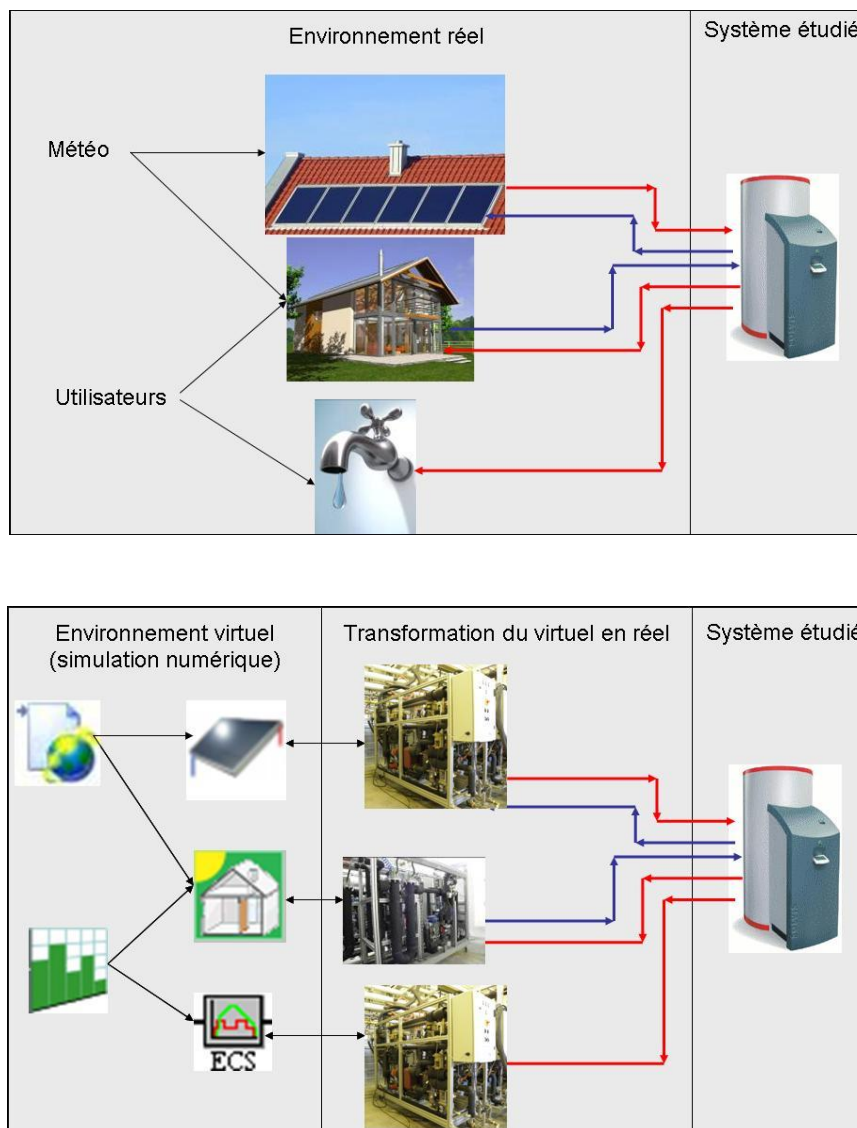 Environnement réel
Système étudié
Météo
Utilisateurs
Environnement virtuel
(simulation numérique)
Transformation du virtuel en réel
Système étudié
ECS